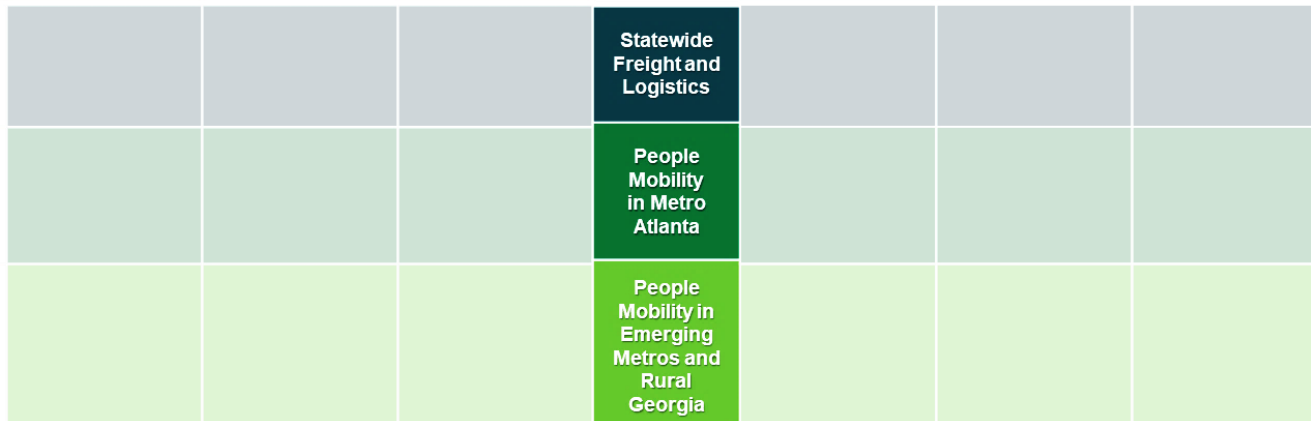 Statewide
Freight and
Logistics
People
Mobility
in Metro
Atlanta
People
Mobility in
Emerging
Metros and
Rural
Georgia